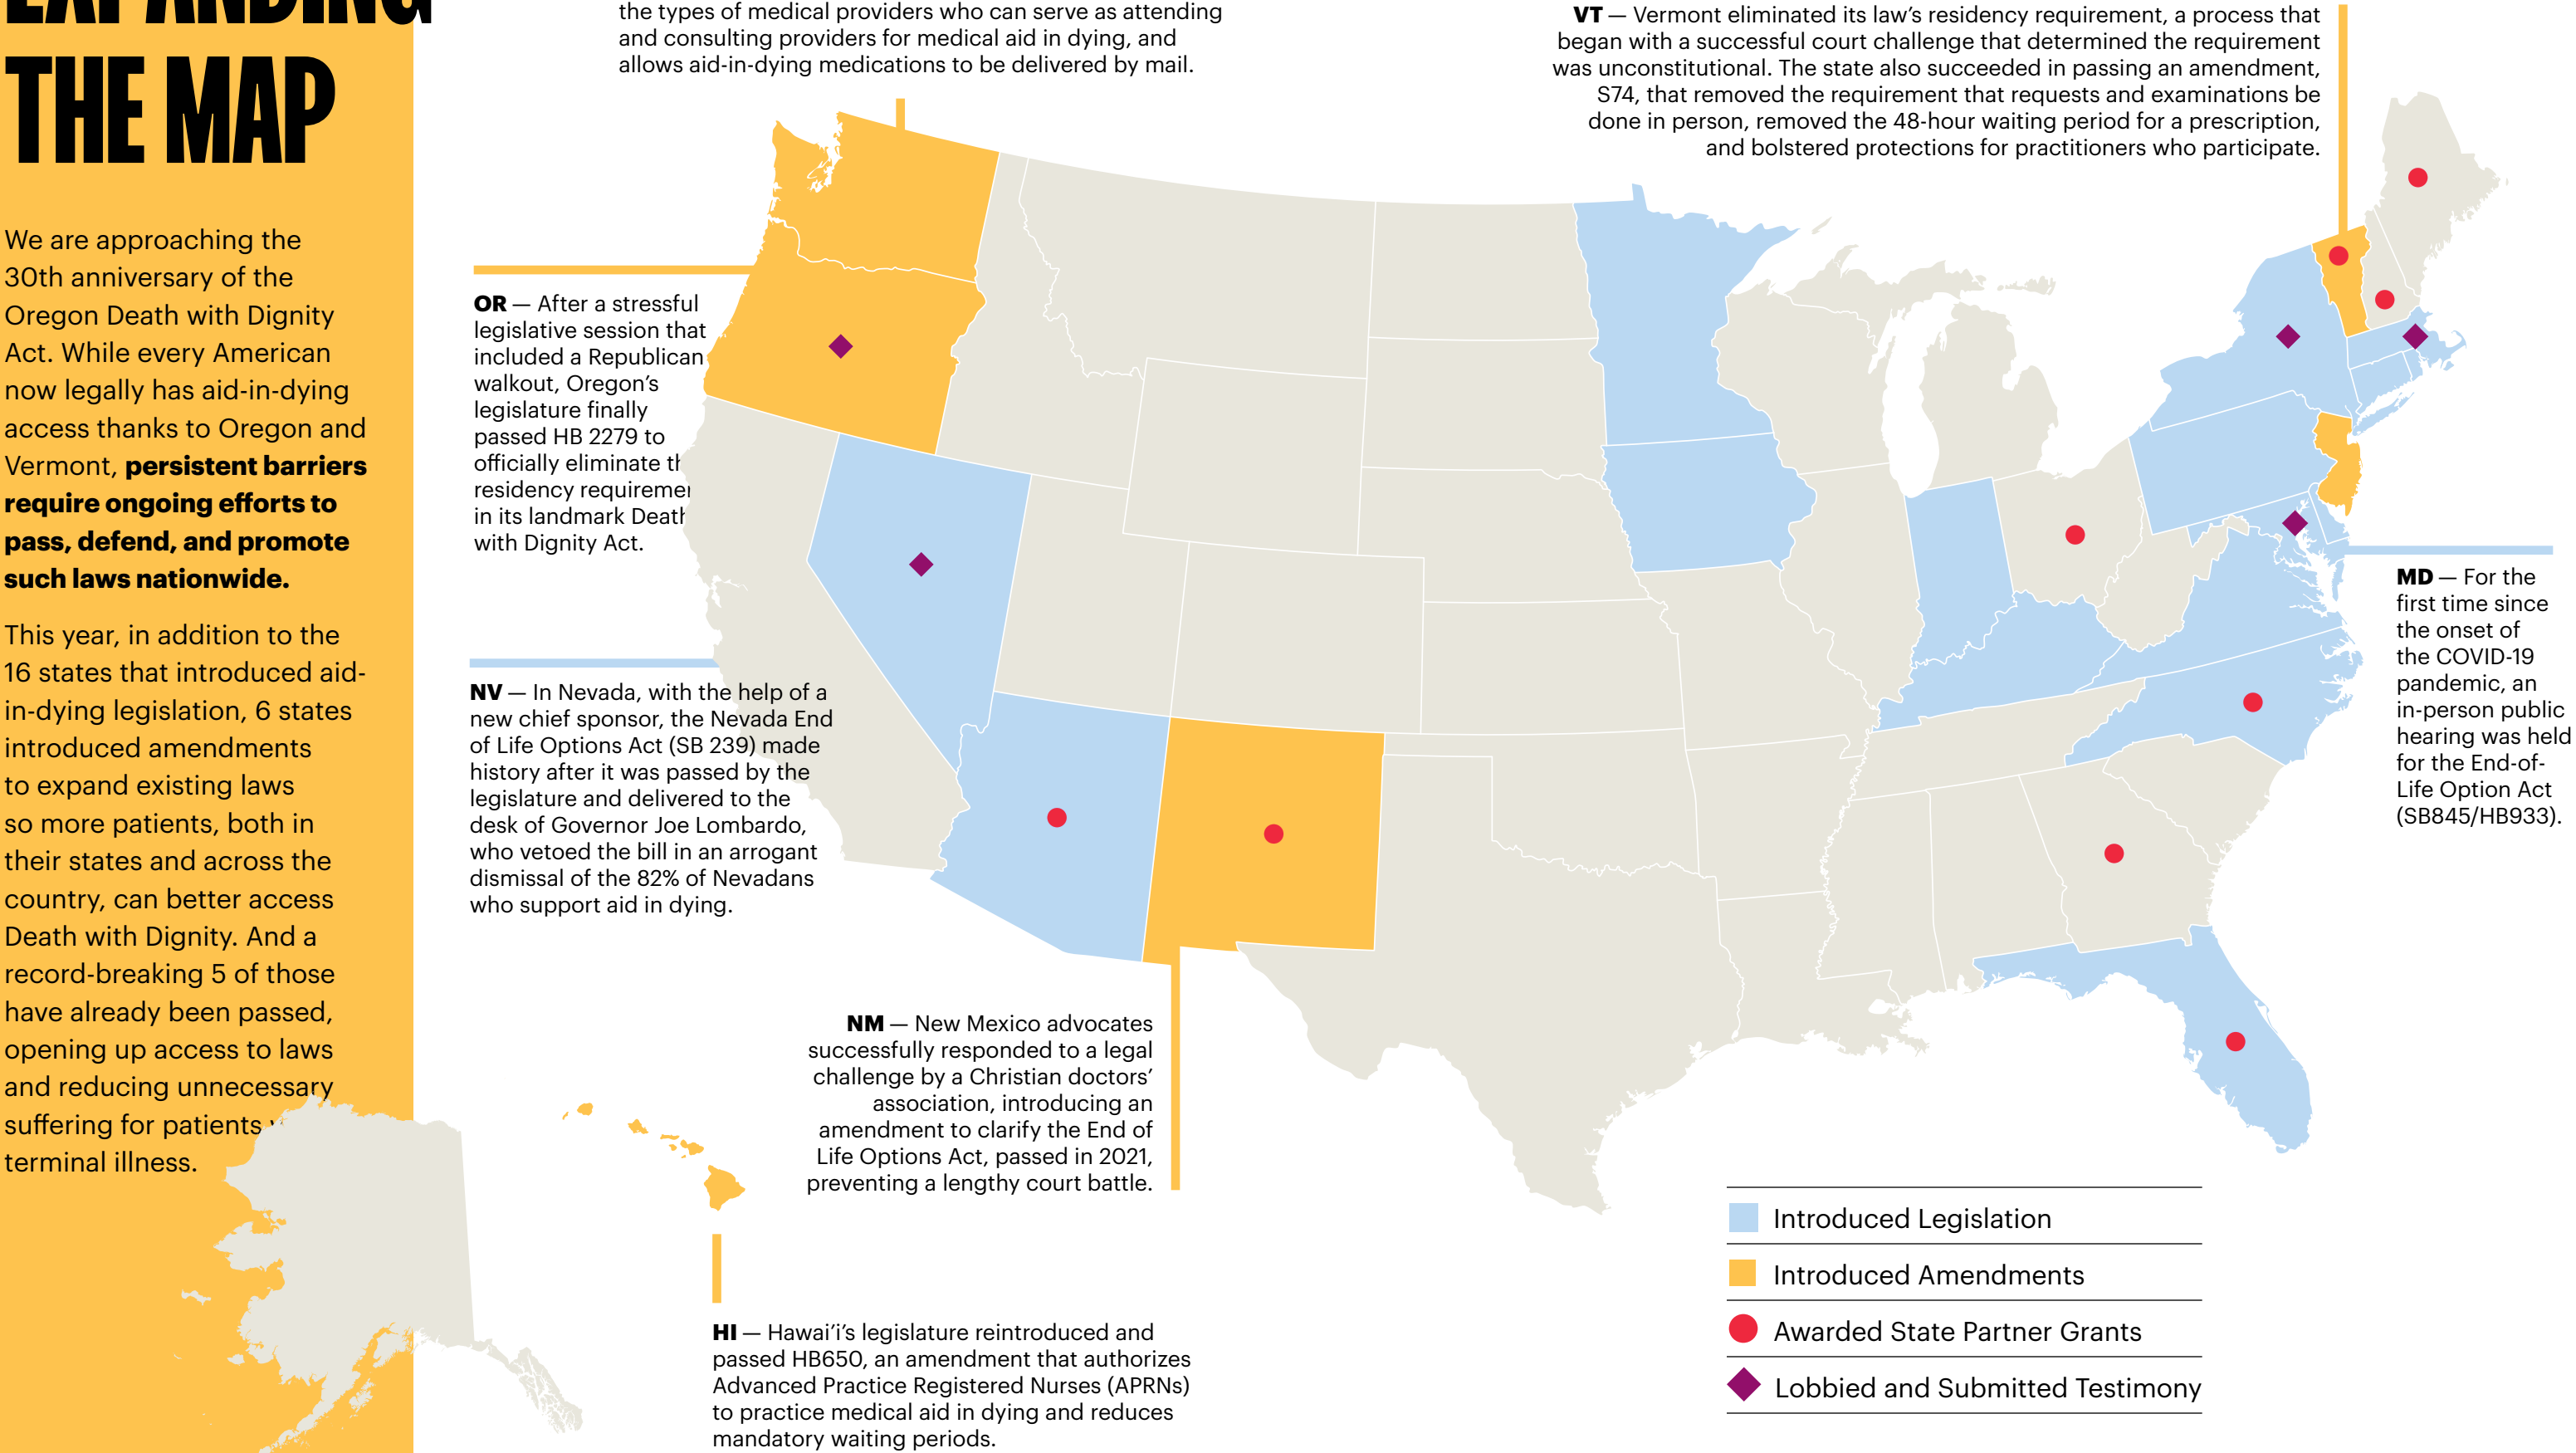 EXPANDING
THE MAP
We are approaching the
30th anniversary of the
Oregon Death with Dignity
Act. While every American
now legally has aid-in-dying
access thanks to Oregon and
Vermont, persistent barriers
require ongoing efforts to
pass, defend, and promote
such laws nationwide.
This year, in addition to the
16 states that introduced aid-
in-dying legislation, 6 states
introduced amendments
to expand existing laws
so more patients, both in
their states and across the
country, can better access
Death with Dignity. And a
record-breaking 5 of those
have already been passed,
opening up access to laws
and reducing unnecessary
suffering for patients
terminal illness.
the types of medical providers who can serve as attending
and consulting providers for medical aid in dying, and
allows aid-in-dying medications to be delivered by mail.
VT — Vermont eliminated its law’s residency requirement, a process that
began with a successful court challenge that determined the requirement
was unconstitutional. The state also succeeded in passing an amendment,
S74, that removed the requirement that requests and examinations be
done in person, removed the 48-hour waiting period for a prescription,
and bolstered protections for practitioners who participate.
OR — After a stressful
legislative session that
included a Republican
walkout, Oregon’s
legislature finally
passed HB 2279 to
officially eliminate
residency
in its landmark Death
with Dignity Act.
NV — In Nevada, with the help of a
new chief sponsor, the Nevada End
of Life Options Act (SB 239) made
history after it was passed by the
legislature and delivered to the
desk of Governor Joe Lombardo,
who vetoed the bill in an arrogant
dismissal of the 82% of Nevadans
who support aid in dying.
MD — For the
first time since
the onset of
the COVID-19
pandemic, an
in-person public
hearing was held
for the End-of-
Life Option Act
(SB845/HB933).
NM — New Mexico advocates
successfully responded to a legal
challenge by a Christian doctors’
association, introducing an
amendment to clarify the End of
Life Options Act, passed in 2021,
preventing a lengthy court battle.
HI — Hawai‘i’s legislature reintroduced and
passed HB650, an amendment that authorizes
Advanced Practice Registered Nurses (APRNs)
to practice medical aid in dying and reduces
mandatory waiting periods.
Introduced Legislation
Introduced Amendments
Awarded State Partner Grants
Lobbied and Submitted Testimony